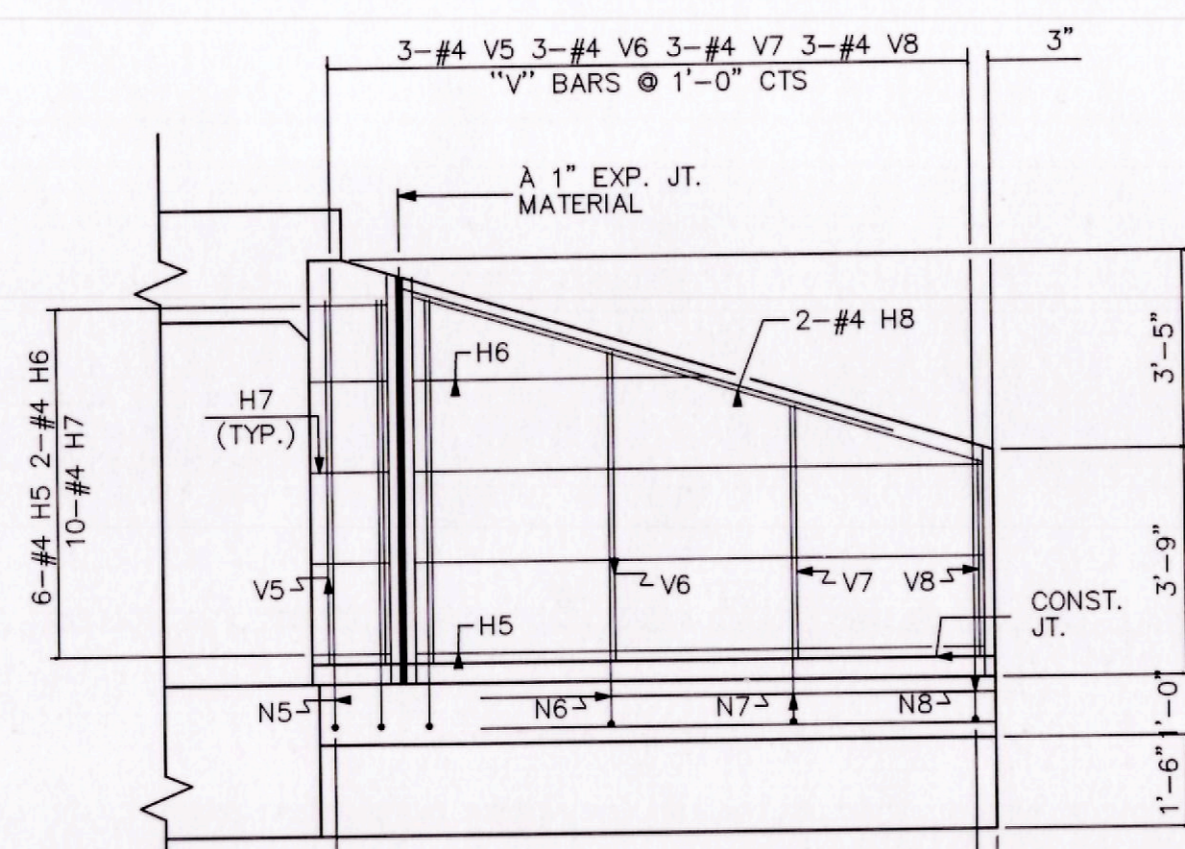 3-#4 V5 3-#4 V6 3-#4 V7 3-#4 V8
"V" BARS @ 1'-0" CTS
3"
A 1" EXP. JT.
MATERIAL
2-#4 H8
H6
H7
(TYP.)
6-#4 H5 2-#4 H6
10-#4 H7
3'-5"
V5
V6
V7
V8
3'-9"
CONST.
JT.
H5
N5
N6
N7
N8
1'-0"
1'-6"